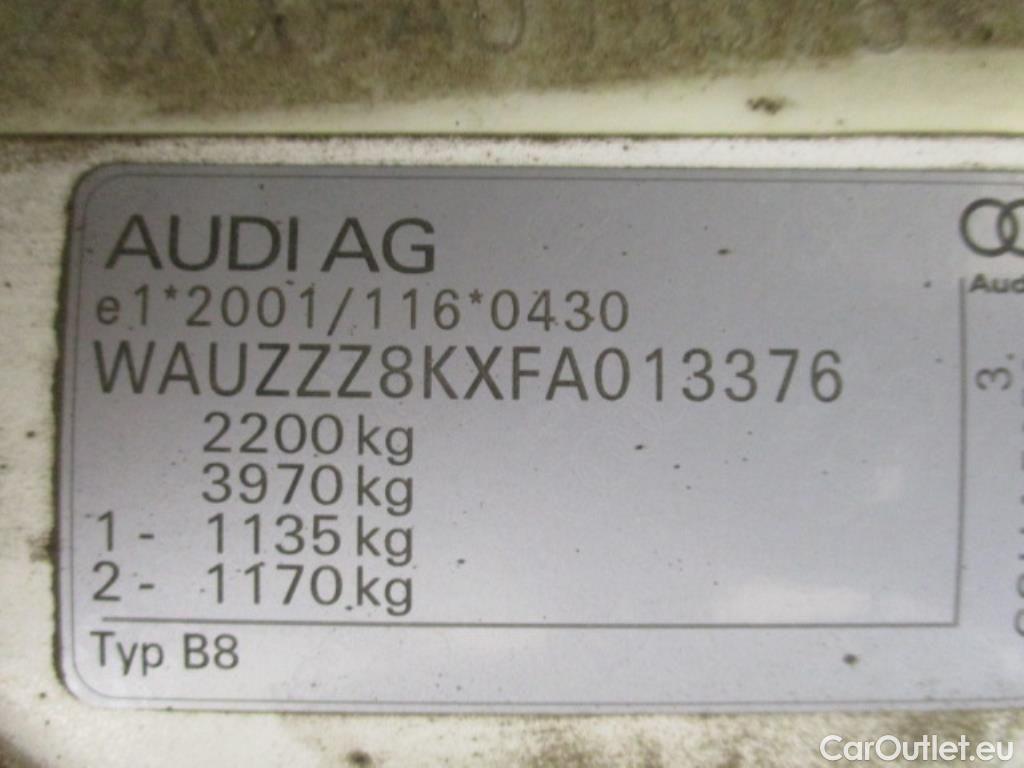 AUDI AG
e1*2001/116*0430
WAUZZZ8KXFA013376
2200 kg
3970 kg
1- 1135 kg
2- 1170 kg
Typ B8
3.
CarOutlet.eu